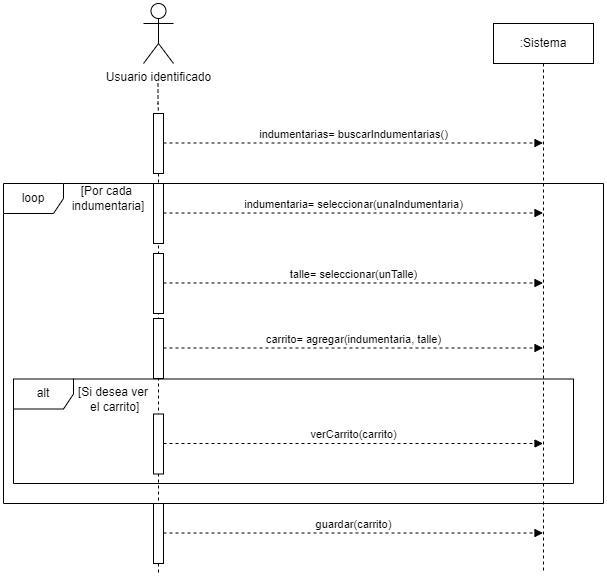 :Sistema
Usuario identificado
indumentarias= buscarIndumentarias()
loop
[Por cada
indumentaria]
indumentaria= seleccionar(unaIndumentaria)
talle= seleccionar(unTalle)
carrito= agregar(indumentaria, talle)
alt
[Si desea ver
el carrito]
verCarrito(carrito)
guardar(carrito)